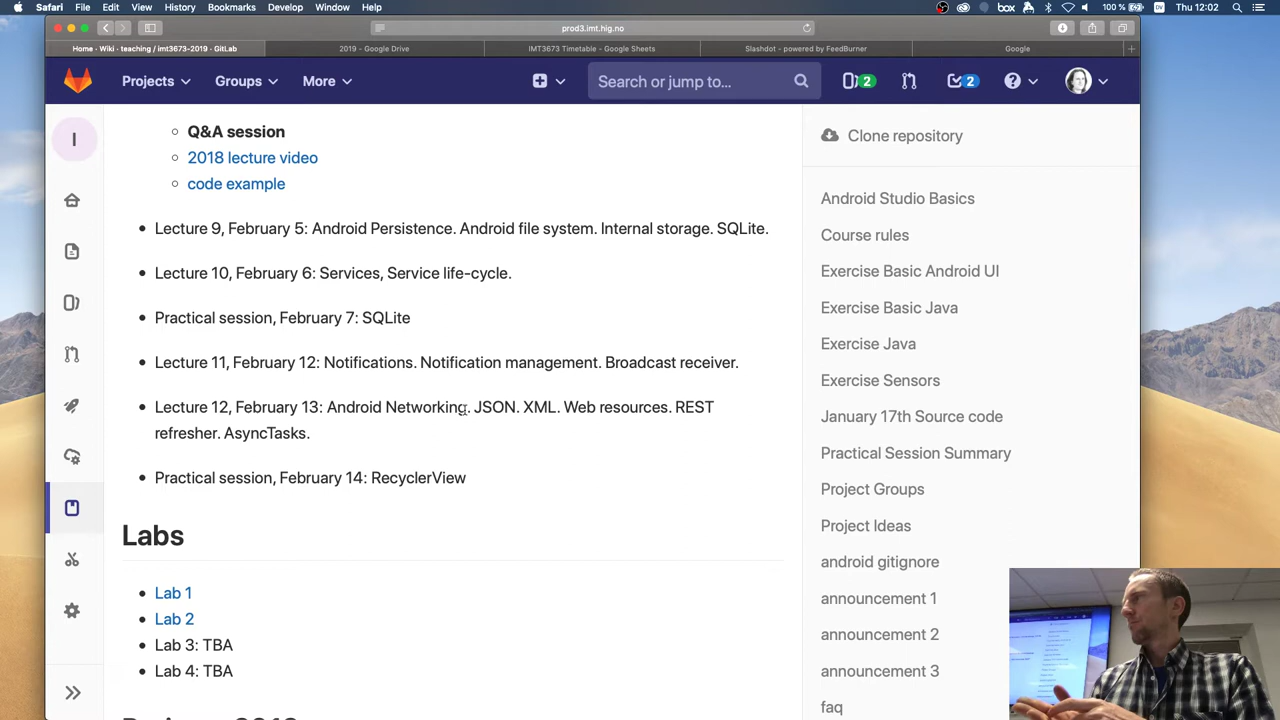 Safari File Edit View History Bookmarks Develop Window Help box 100 % Thu 12:02
prod3.imt.hig.no
Home · Wiki · teaching / imt3673-2019 · GitLab 2019 - Google Drive IMT3673 Timetable - Google Sheets Slashdot - powered by FeedBurner Google
Projects Groups More Search or jump to... 2 2
I
Q&A session
2018 lecture video
code example
Lecture 9, February 5: Android Persistence. Android file system. Internal storage. SQLite.
Lecture 10, February 6: Services, Service life-cycle.
Practical session, February 7: SQLite
Lecture 11, February 12: Notifications. Notification management. Broadcast receiver.
Lecture 12, February 13: Android Networking. JSON. XML. Web resources. REST
refresher. AsyncTasks.
Practical session, February 14: RecyclerView
Labs
Lab 1
Lab 2
Lab 3: TBA
Lab 4: TBA
Clone repository
Android Studio Basics
Course rules
Exercise Basic Android UI
Exercise Basic Java
Exercise Java
Exercise Sensors
January 17th Source code
Practical Session Summary
Project Groups
Project Ideas
android gitignore
announcement 1
announcement 2
announcement 3
faq